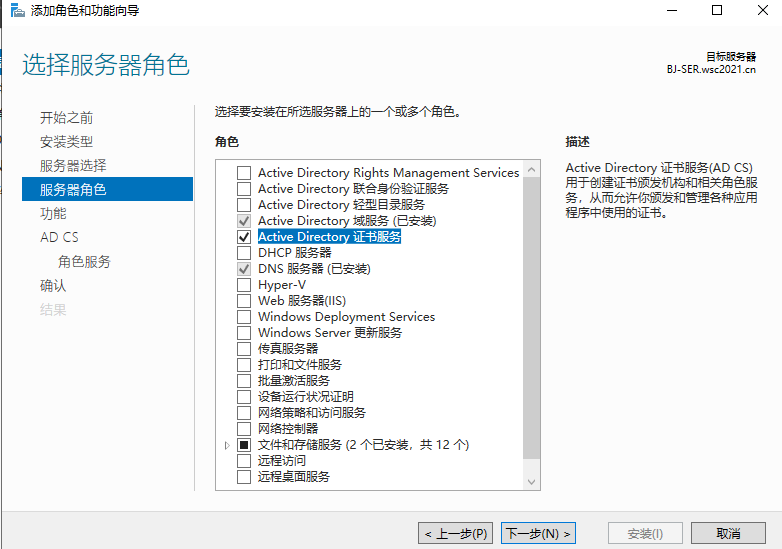 添加角色和功能向导
选择服务器角色
目标服务器
BJ-SER.wsc2021.cn
开始之前
安装类型
服务器选择
服务器角色
功能
AD CS
角色服务
确认
结果
选择要安装在所选服务器上的一个或多个角色。
角色
Active Directory Rights Management Services
Active Directory 联合身份验证服务
Active Directory 轻型目录服务
Active Directory 域服务 (已安装)
Active Directory 证书服务
DHCP 服务器
DNS 服务器 (已安装)
Hyper-V
Web 服务器(IIS)
Windows Deployment Services
Windows Server 更新服务
传真服务器
打印和文件服务
批量激活服务
设备运行状况证明
网络策略和访问服务
网络控制器
文件和存储服务 (2 个已安装，共 12 个)
远程访问
远程桌面服务
描述
Active Directory 证书服务(AD CS)
用于创建证书颁发机构和相关角色服
务，从而允许你颁发和管理各种应用
程序中使用的证书。
< 上一步(P)
下一步(N) >
安装(I)
取消